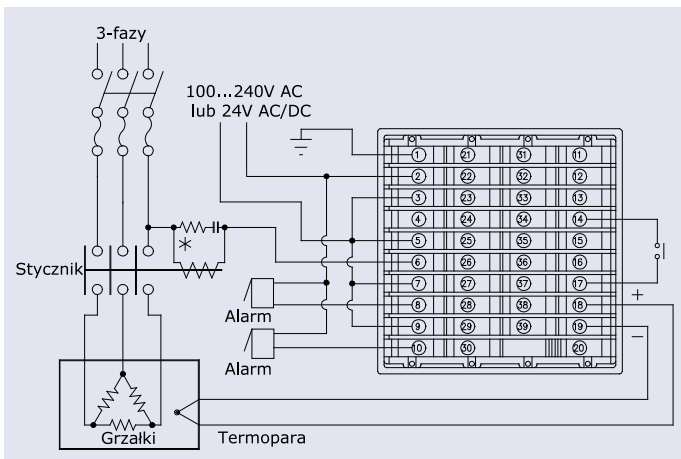 3-fazy
100...240V AC
lub 24V AC/DC
1 21 31 11
2 22 32 12
3 23 33 13
4 24 34 14
5 25 35 15
6 26 36 16
7 27 37 17
8 28 38 18
9 29 39 19
10 30 20
*
Stycznik
+
−
Alarm
Alarm
Grzałki
Termopara